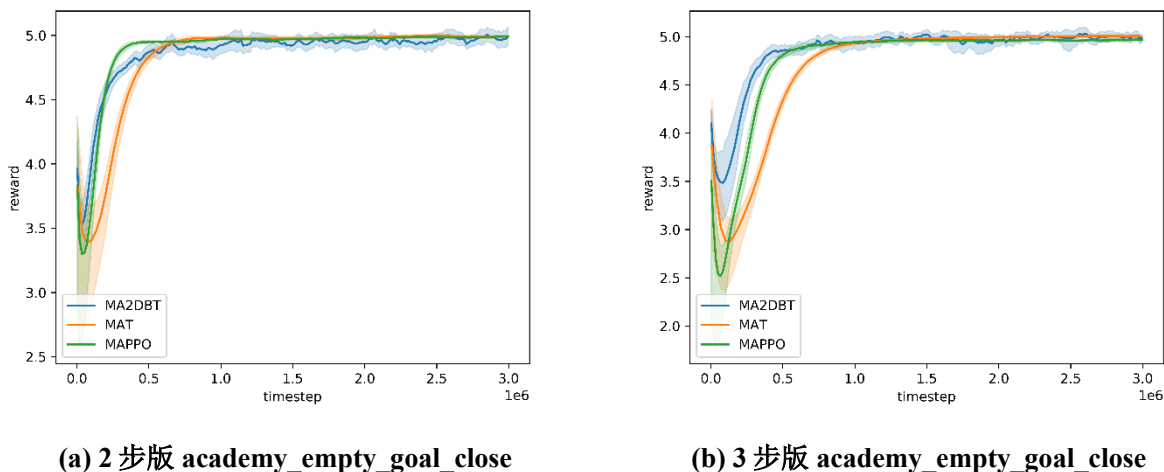 5.0
4.5
4.0
3.5
3.0
2.5
reward
MA2DBT
MAT
MAPPO
0.0 0.5 1.0 1.5 2.0 2.5 3.0
timestep 1e6
(a) 2 步版 academy_empty_goal_close
5.0
4.5
4.0
3.5
3.0
2.5
2.0
reward
MA2DBT
MAT
MAPPO
0.0 0.5 1.0 1.5 2.0 2.5 3.0
timestep 1e6
(b) 3 步版 academy_empty_goal_close